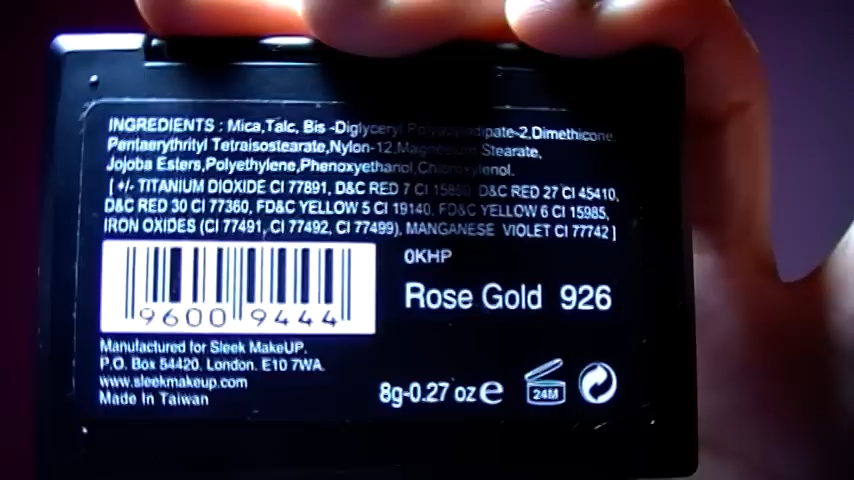 INGREDIENTS : Mica,Talc, Bis -Diglyceryl Polyacyladipate-2,Dimethicone,
Pentaerythrityl Tetraisostearate,Nylon-12,Magnesium Stearate,
Jojoba Esters,Polyethylene,Phenoxyethanol,Chloroxylenol.
[ +/- TITANIUM DIOXIDE CI 77891, D&C RED 7 CI 15850 D&C RED 27 CI 45410,
D&C RED 30 CI 77360, FD&C YELLOW 5 CI 19140, FD&C YELLOW 6 CI 15985,
IRON OXIDES (CI 77491, CI 77492, CI 77499), MANGANESE VIOLET CI 77742 ]
0KHP
Rose Gold 926
9600 9444
Manufactured for Sleek MakeUP.
P.O. Box 54420. London. E10 7WA.
www.sleekmakeup.com
Made In Taiwan
8g-0.27 oz e
24M